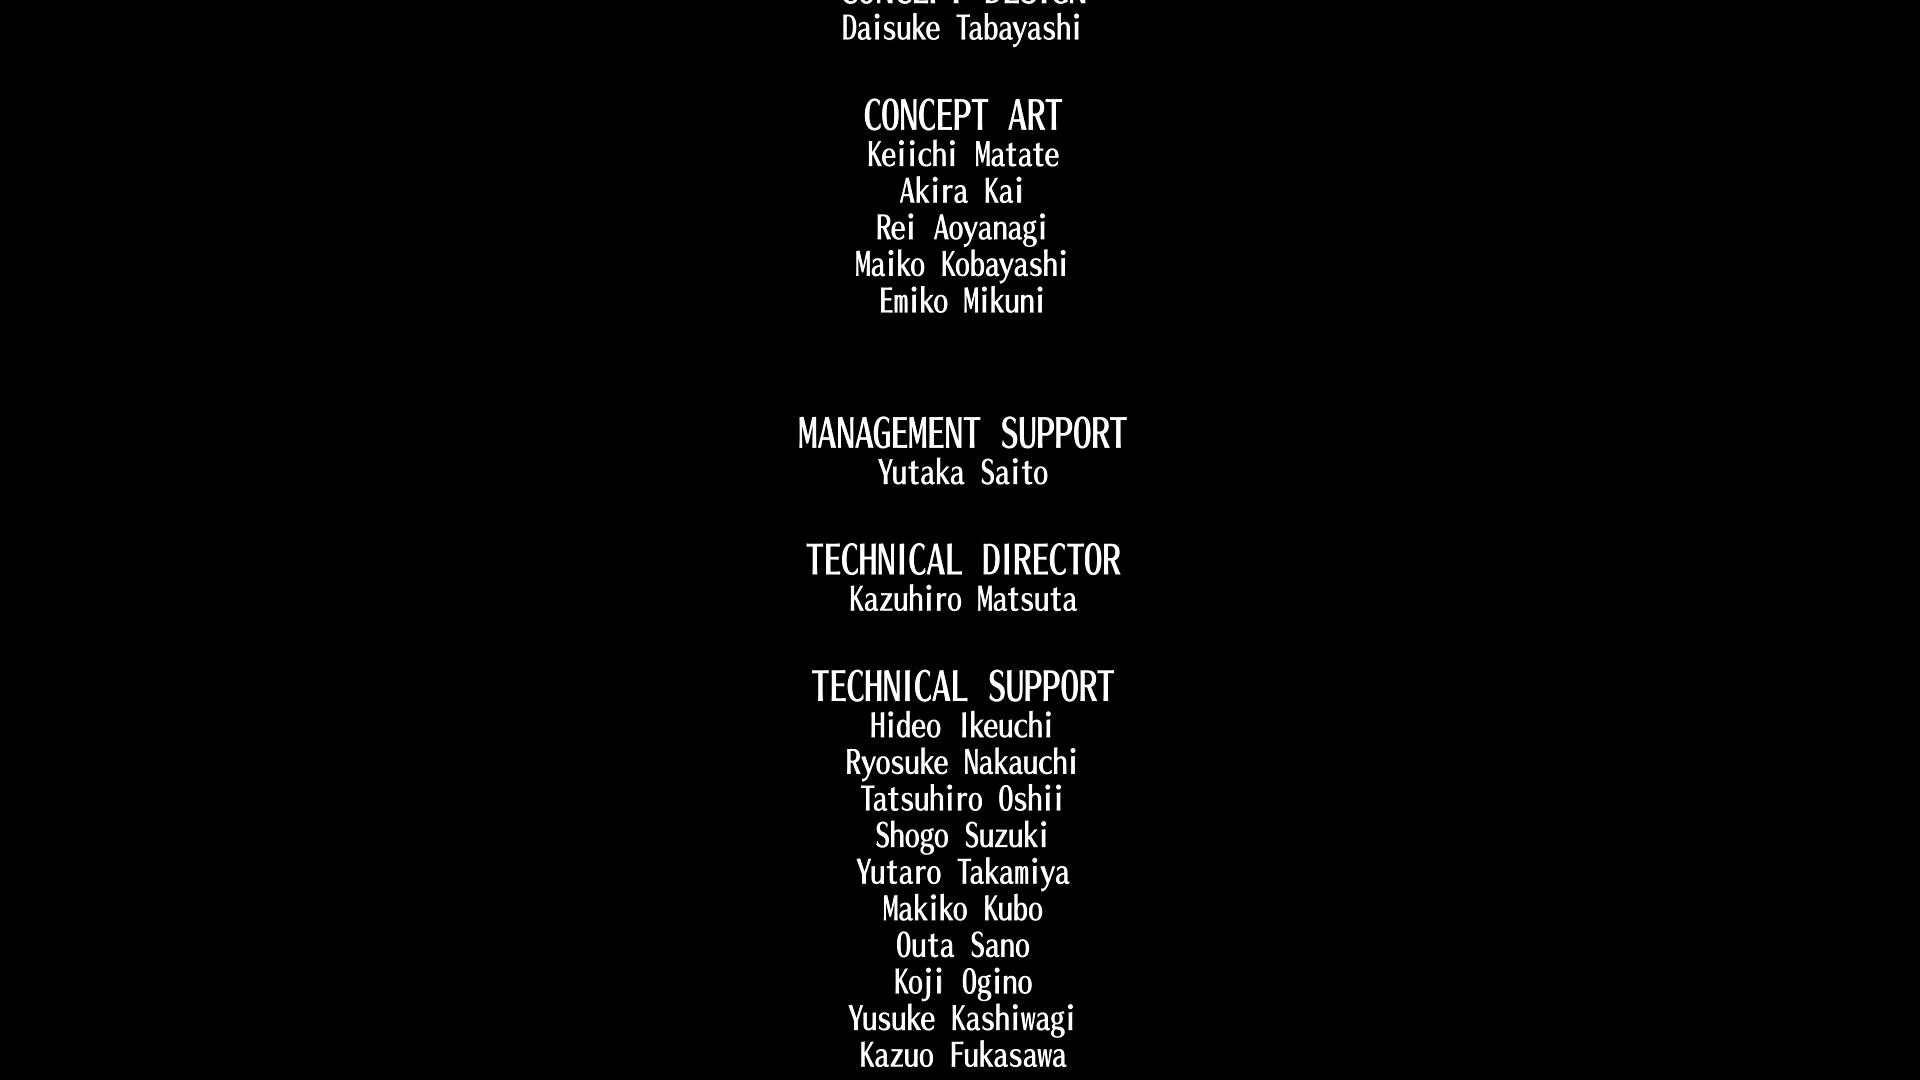 CONCEPT DESIGN
Daisuke Tabayashi
CONCEPT ART
Keiichi Matate
Akira Kai
Rei Aoyanagi
Maiko Kobayashi
Emiko Mikuni
MANAGEMENT SUPPORT
Yutaka Saito
TECHNICAL DIRECTOR
Kazuhiro Matsuta
TECHNICAL SUPPORT
Hideo Ikeuchi
Ryosuke Nakauchi
Tatsuhiro Oshii
Shogo Suzuki
Yutaro Takamiya
Makiko Kubo
Outa Sano
Koji Ogino
Yusuke Kashiwagi
Kazuo Fukasawa